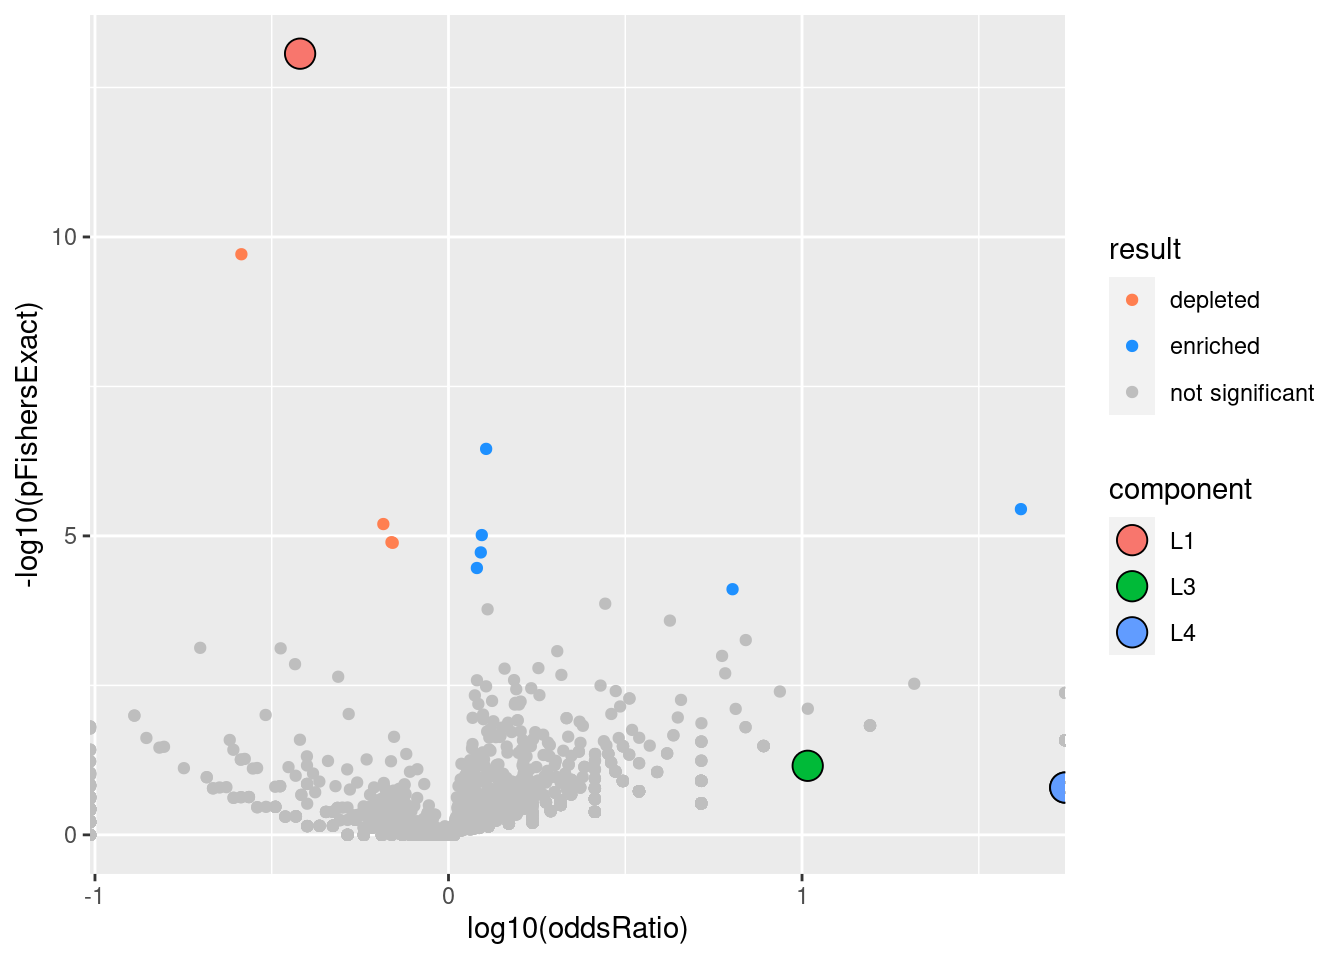 10
5
0
-1
0
1
log10(oddsRatio)
-log10(pFishersExact)
result
depleted
enriched
not significant
component
L1
L3
L4